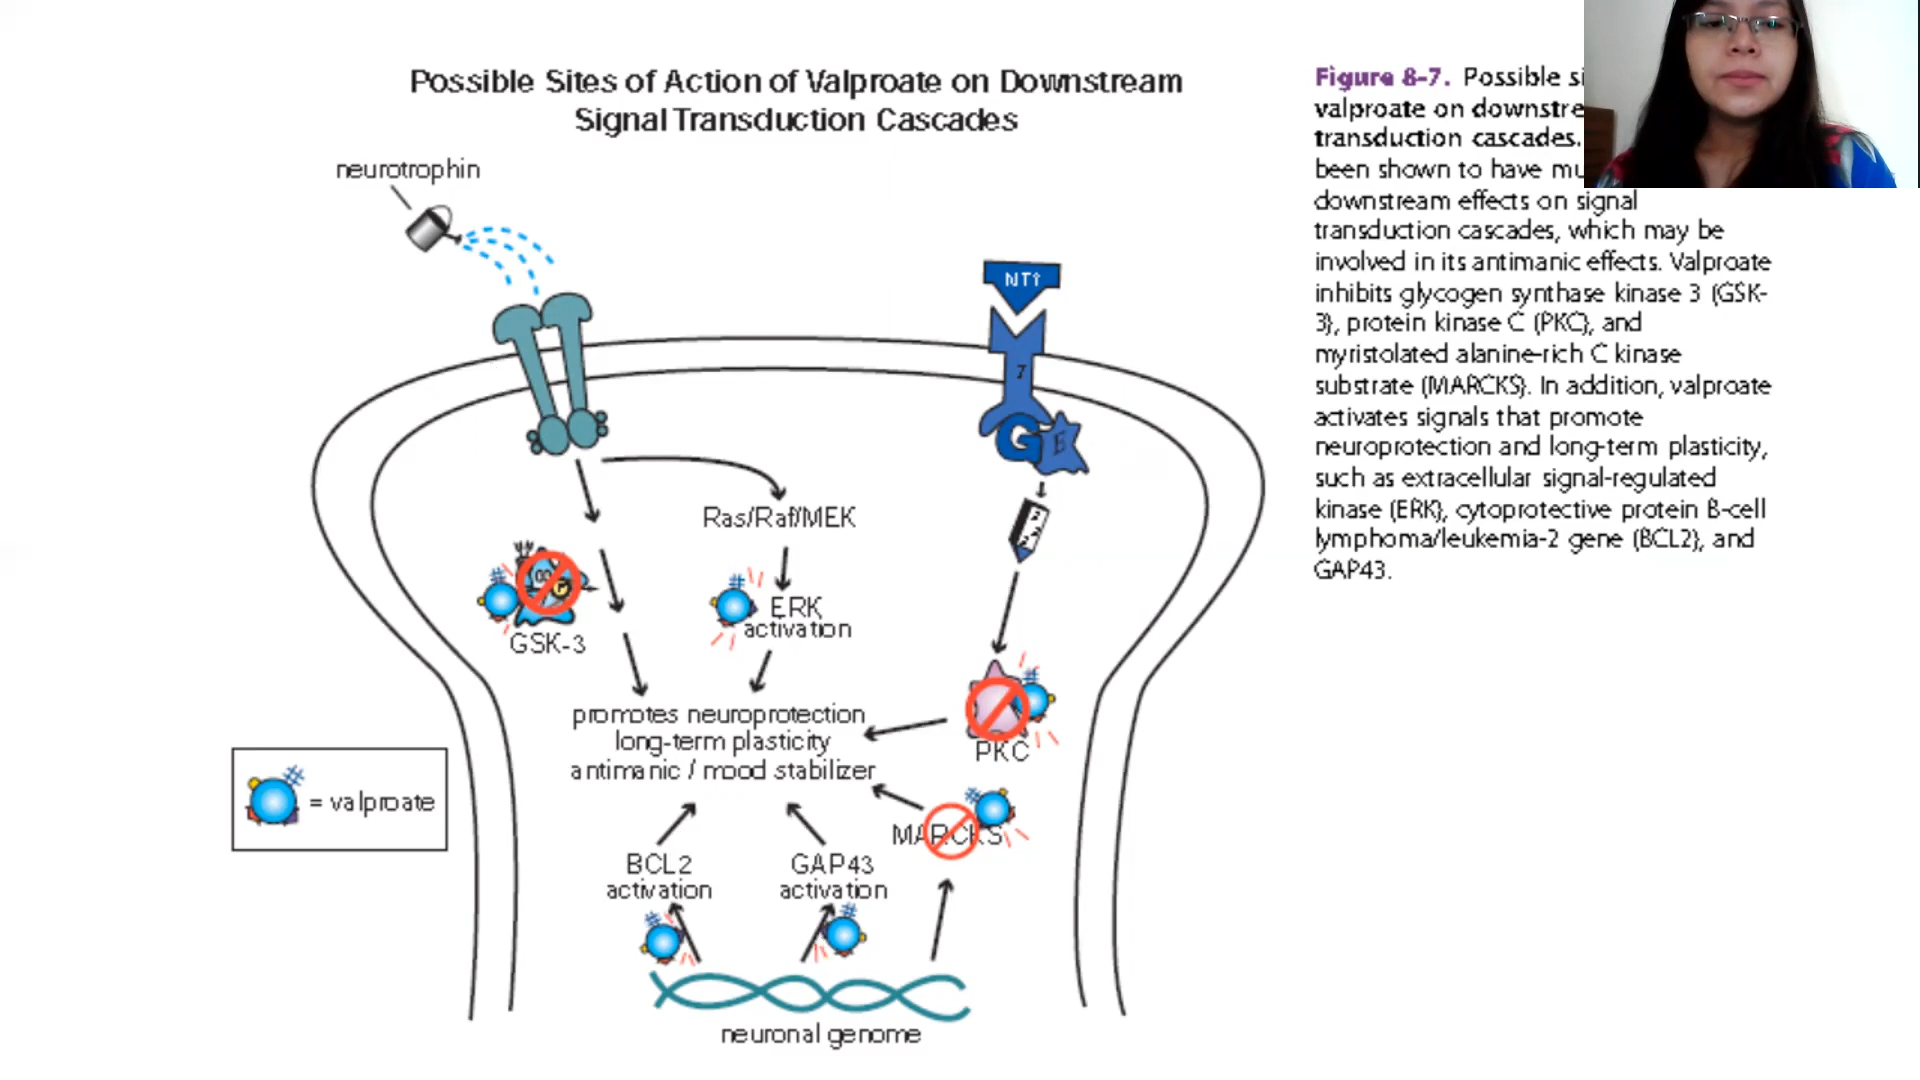 Possible Sites of Action of Valproate on Downstream
Signal Transduction Cascades
neurotrophin
NT↑
7
G
E
Ras/Raf/MEK
ERK
activation
GSK-3
promotes neuroprotection
long-term plasticity
antimanic / mood stabilizer
PKC
MARCKS
= valproate
BCL2
activation
GAP43
activation
neuronal genome
Figure 8-7. Possible si
valproate on downstre
transduction cascades.
been shown to have mu
downstream effects on signal
transduction cascades, which may be
involved in its antimanic effects. Valproate
inhibits glycogen synthase kinase 3 (GSK-
3), protein kinase C (PKC), and
myristolated alanine-rich C kinase
substrate (MARCKS). In addition, valproate
activates signals that promote
neuroprotection and long-term plasticity,
such as extracellular signal-regulated
kinase (ERK), cytoprotective protein B-cell
lymphoma/leukemia-2 gene (BCL2), and
GAP43.